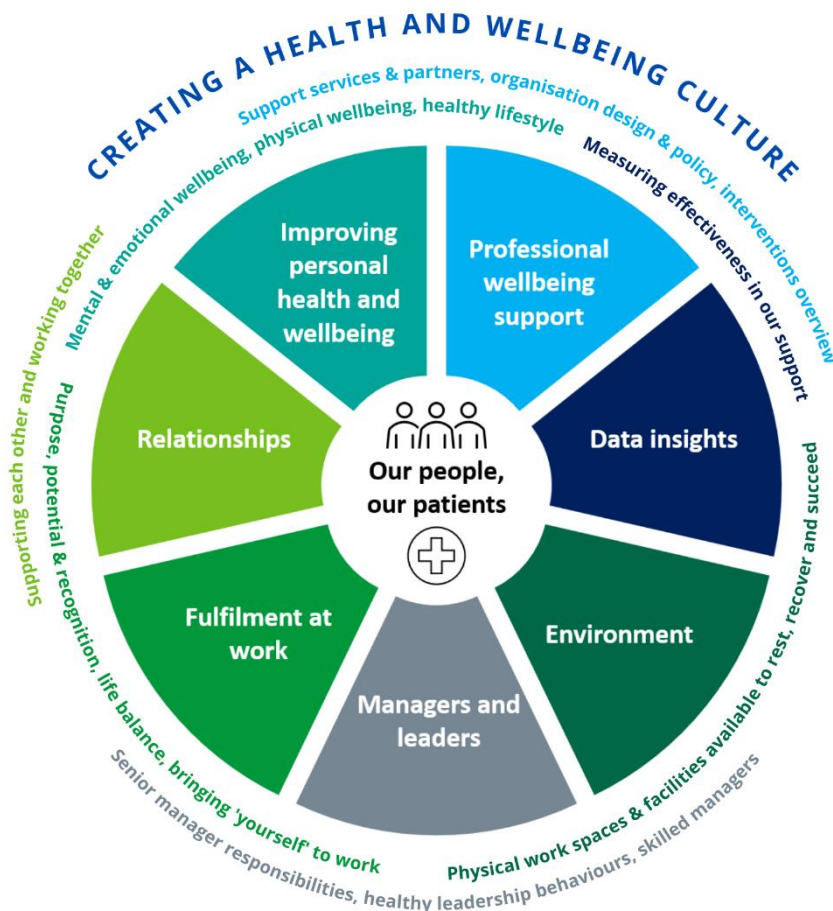 CREATING A HEALTH AND WELLBEING CULTURE
Support services & partners, organisation design & policy, interventions overview
Mental & emotional wellbeing, physical wellbeing, healthy lifestyle
Measuring effectiveness in our support
Supporting each other and working together
Improving
personal
health and
wellbeing
Professional
wellbeing
support
Relationships
Data insights
Our people,
our patients
Fulfilment at
work
Environment
Managers and
leaders
Purpose, potential & recognition, life balance, bringing 'yourself' to work
Physical work spaces & facilities available to rest, recover and succeed
Senior manager responsibilities, healthy leadership behaviours, skilled managers